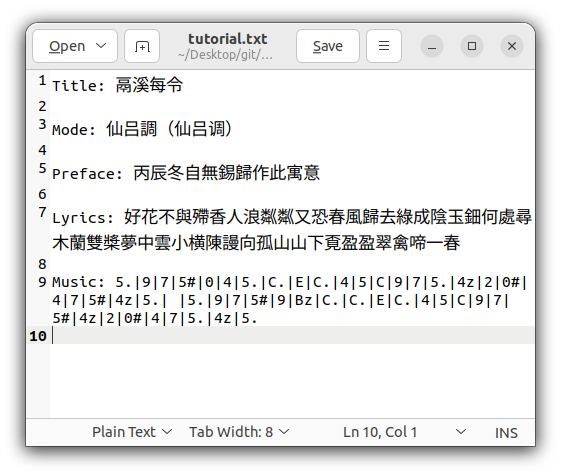 Open
tutorial.txt
~/Desktop/git/…
Save
1 Title: 鬲溪每令
2
3 Mode: 仙吕調（仙吕调）
4
5 Preface: 丙辰冬自無錫歸作此寓意
6
7 Lyrics: 好花不與殢香人浪粼粼又恐春風歸去綠成陰玉鈿何處尋
木蘭雙槳夢中雲小横陳謾向孤山山下覔盈盈翠禽啼一春
8
9 Music: 5.|9|7|5#|0|4|5.|C.|E|C.|4|5|C|9|7|5.|4z|2|0#|
4|7|5#|4z|5.| |5.|9|7|5#|9|Bz|C.|C.|E|C.|4|5|C|9|7|
5#|4z|2|0#|4|7|5.|4z|5.
10
Plain Text
Tab Width: 8
Ln 10, Col 1
INS